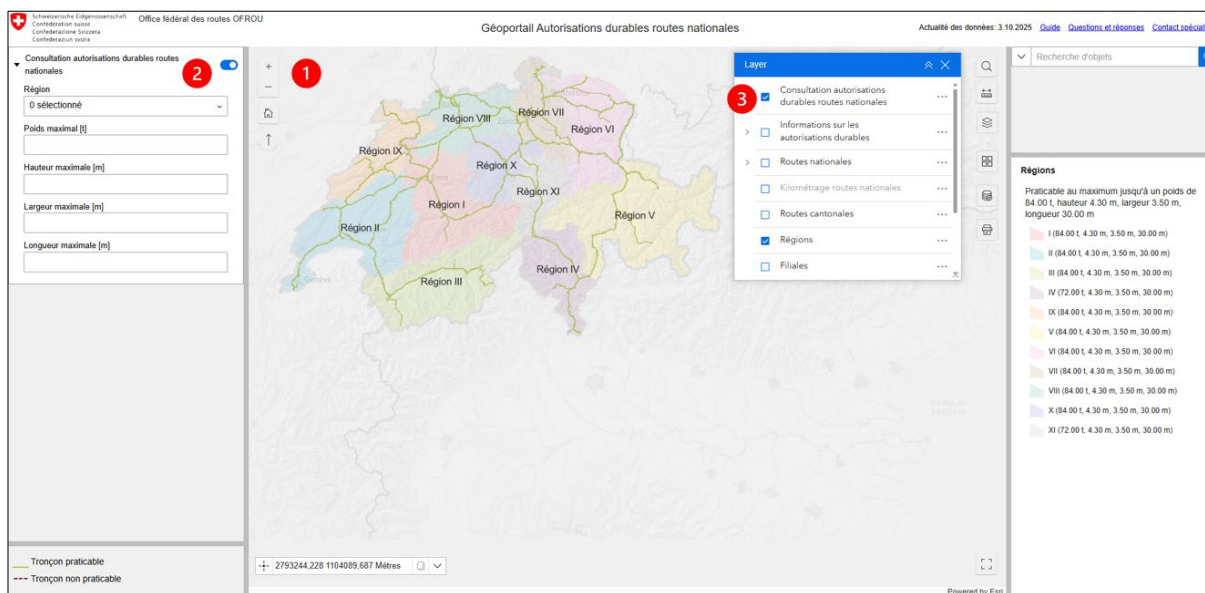 Schweizerische Eidgenossenschaft
Confédération suisse
Confederazione Svizzera
Confederaziun svizra
Office fédéral des routes OFROU
Géoportail Autorisations durables routes nationales
Actualité des données: 3.10.2025 Guide Questions et réponses Contact spécial
Consultation autorisations durables routes
nationales
2
Région
0 sélectionné
Poids maximal [t]
Hauteur maximale [m]
Largeur maximale [m]
Longueur maximale [m]
Tronçon praticable
Tronçon non praticable
1
Région VII
Région VIII
Région VI
Région IX
Région X
Région XI
Région I
Région V
Région II
Région IV
Région III
Genève
2793244,228 1104089,687 Mètres
Powered by Esri
Layer
3
Consultation autorisations
durables routes nationales
Informations sur les
autorisations durables
Routes nationales
Kilométrage routes nationales
Routes cantonales
Régions
Filiales
Recherche d'objets
Régions
Praticable au maximum jusqu'à un poids de
84.00 t, hauteur 4.30 m, largeur 3.50 m,
longueur 30.00 m
I (84.00 t, 4.30 m, 3.50 m, 30.00 m)
II (84.00 t, 4.30 m, 3.50 m, 30.00 m)
III (84.00 t, 4.30 m, 3.50 m, 30.00 m)
IV (72.00 t, 4.30 m, 3.50 m, 30.00 m)
IX (84.00 t, 4.30 m, 3.50 m, 30.00 m)
V (84.00 t, 4.30 m, 3.50 m, 30.00 m)
VI (84.00 t, 4.30 m, 3.50 m, 30.00 m)
VII (84.00 t, 4.30 m, 3.50 m, 30.00 m)
VIII (84.00 t, 4.30 m, 3.50 m, 30.00 m)
X (84.00 t, 4.30 m, 3.50 m, 30.00 m)
XI (72.00 t, 4.30 m, 3.50 m, 30.00 m)